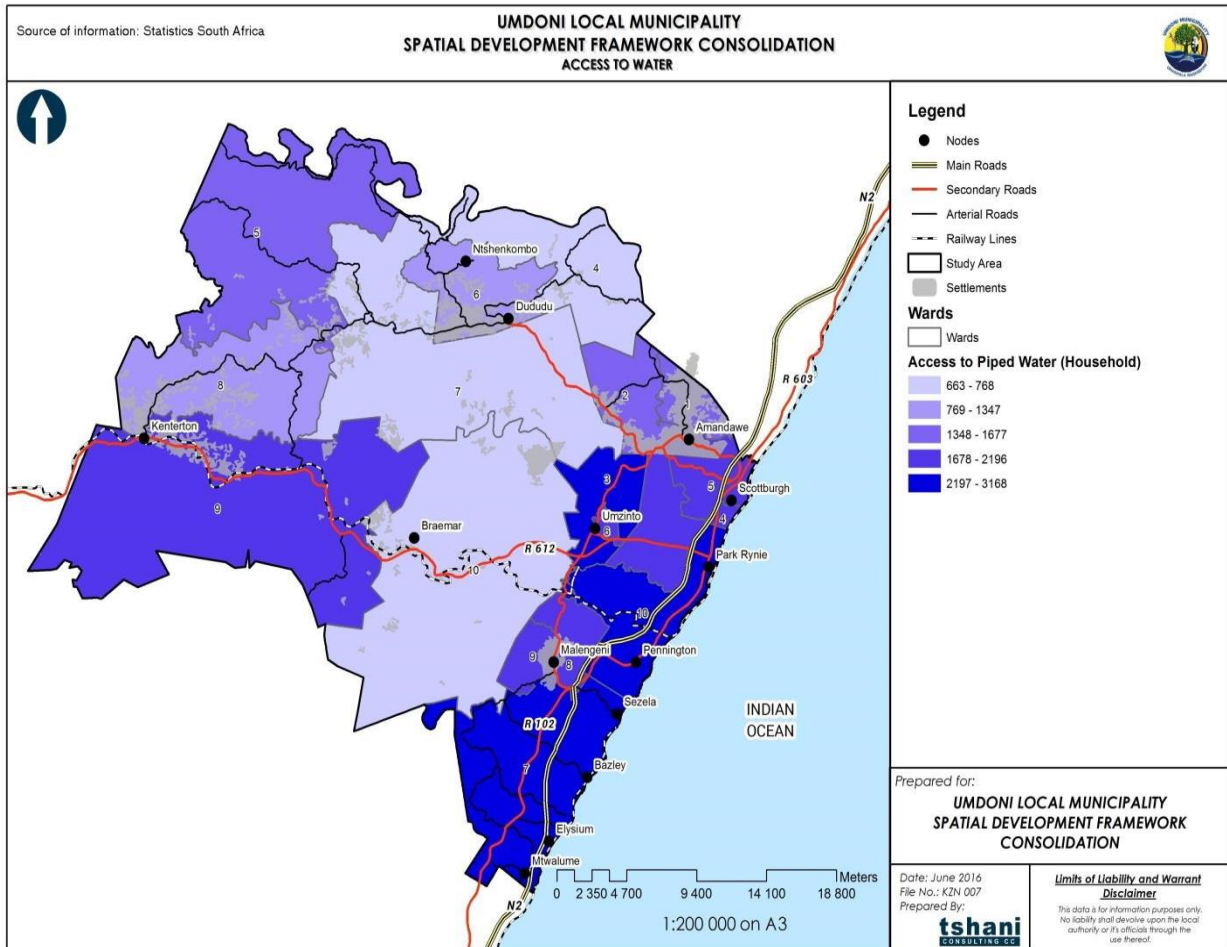 Source of information: Statistics South Africa
UMDONI LOCAL MUNICIPALITY
SPATIAL DEVELOPMENT FRAMEWORK CONSOLIDATION
ACCESS TO WATER
5
Ntshenkombo
4
6
Dududu
8
7
2
1
Kenterton
Amandawe
N2
R 603
3
5
Scottburgh
4
9
Umzinto
6
Braemar
R 612
10
Park Rynie
10
9
Malengeni
8
Pennington
Sezela
R 102
7
Bazley
Elysium
Mtwalume
N2
INDIAN
OCEAN
Meters
0 2 350 4 700 9 400 14 100 18 800
1:200 000 on A3
Legend
Nodes
Main Roads
Secondary Roads
Arterial Roads
Railway Lines
Study Area
Settlements
Wards
Wards
Access to Piped Water (Household)
663 - 768
769 - 1347
1348 - 1677
1678 - 2196
2197 - 3168
Prepared for:
UMDONI LOCAL MUNICIPALITY
SPATIAL DEVELOPMENT FRAMEWORK
CONSOLIDATION
Date: June 2016
File No.: KZN 007
Prepared By:
tshani
CONSULTING CC
Limits of Liability and Warrant
Disclaimer
This data is for information purposes only.
No liability shall devolve upon the local
authority or it's officials through the
use thereof.